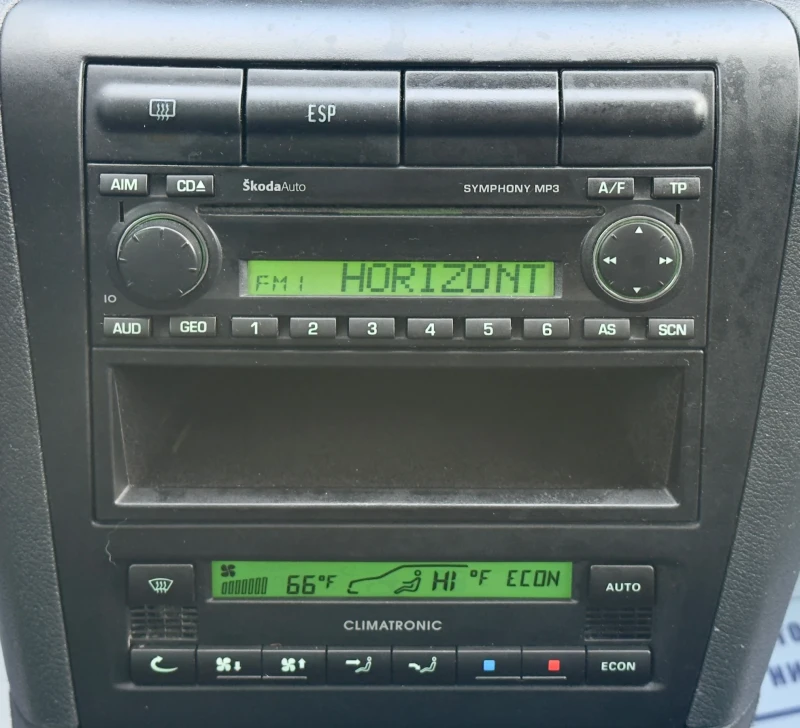 ESP
AIM CD ŠkodaAuto SYMPHONY MP3 A/F TP
FM1 HORIZONT
IO
AUD GEO 1 2 3 4 5 6 AS SCN
66°F HI °F ECON
AUTO
CLIMATRONIC
ECON